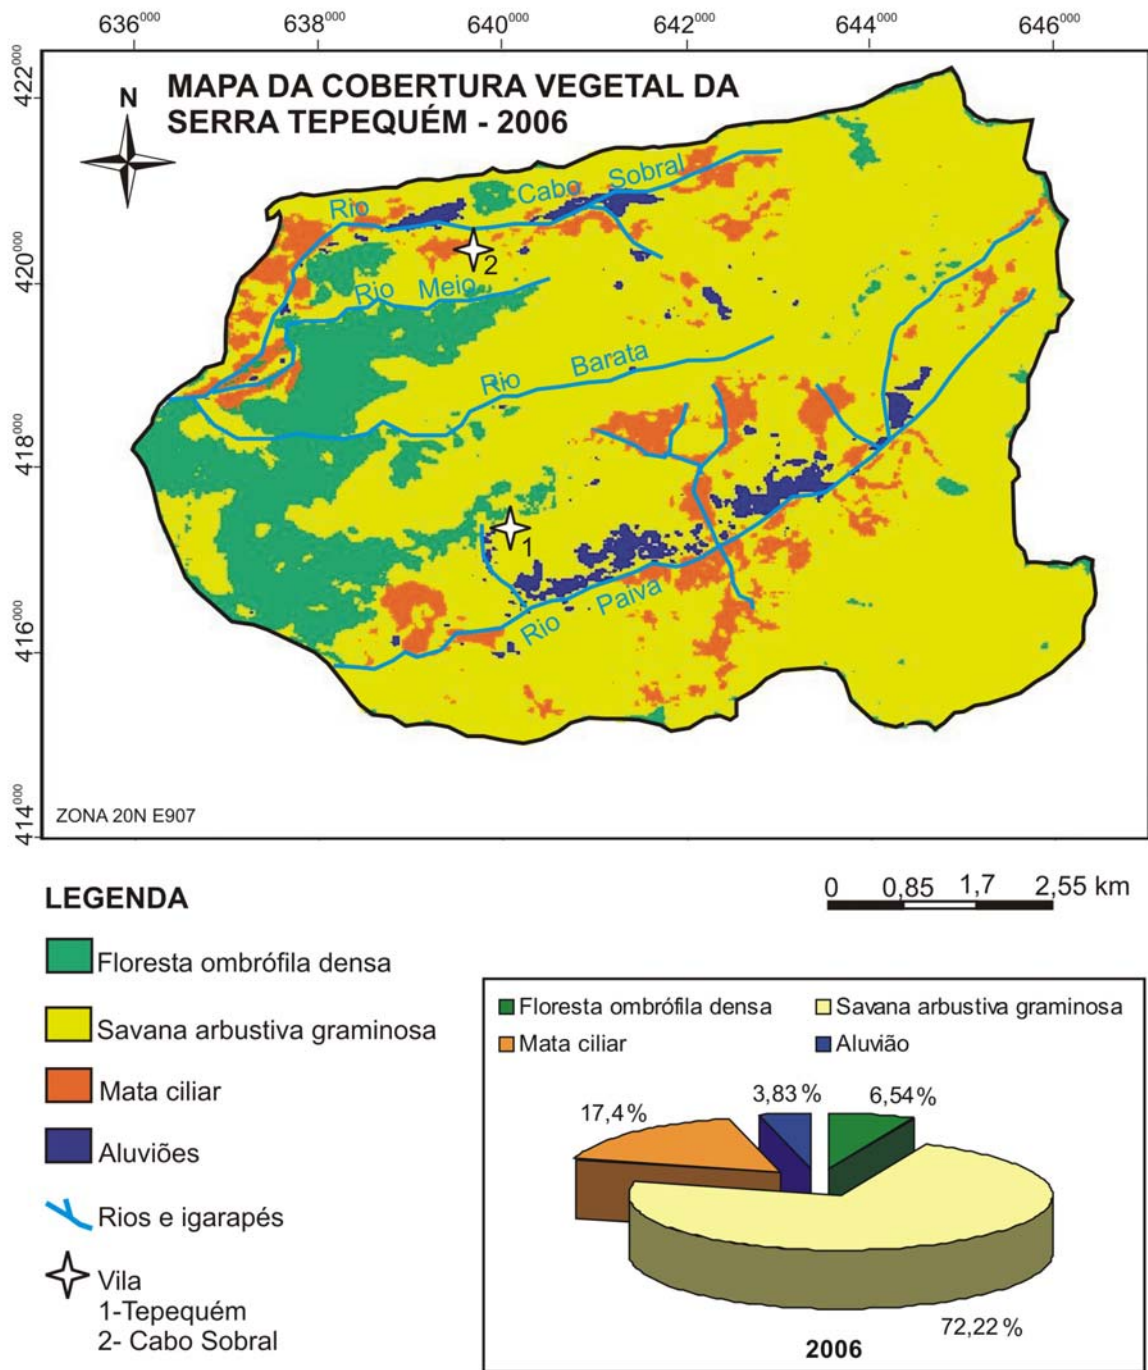 636000 638000 640000 642000 644000 646000
422000
420000
418000
416000
414000
MAPA DA COBERTURA VEGETAL DA
SERRA TEPEQUÉM - 2006
N
Rio Cabo Sobral
2
Rio Meio
Rio Barata
1
Rio Paiva
ZONA 20N E907
0 0,85 1,7 2,55 km
LEGENDA
Floresta ombrófila densa
Savana arbustiva graminosa
Mata ciliar
Aluviões
Rios e igarapés
Vila
1-Tepequém
2- Cabo Sobral
Floresta ombrófila densa Savana arbustiva graminosa
Mata ciliar Aluvião
3,83 % 6,54 %
17,4 %
72,22 %
2006